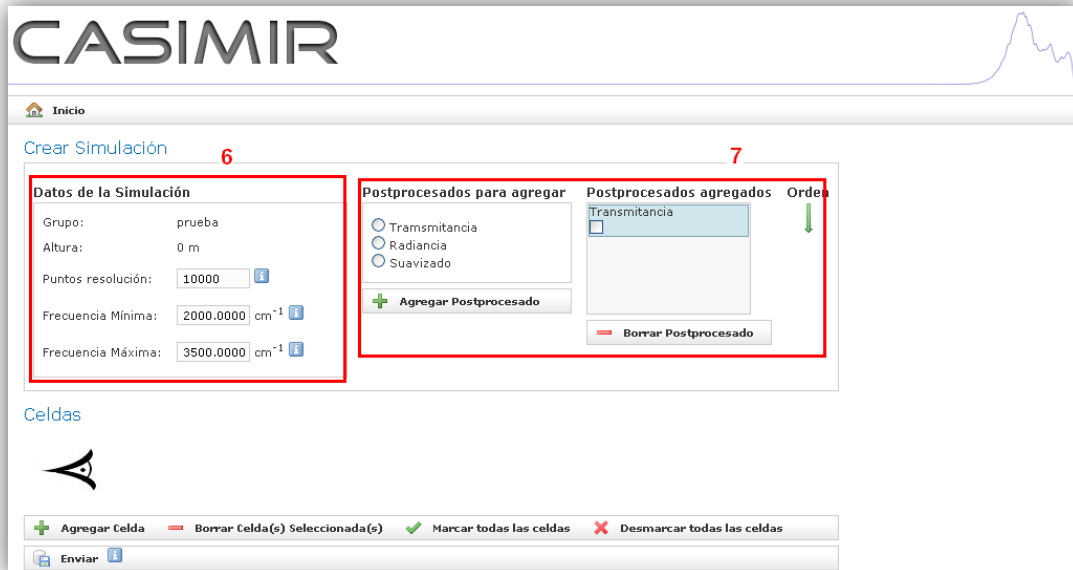 CASIMIR
Inicio
Crear Simulación
6
7
Datos de la Simulación
Grupo: prueba
Altura: 0 m
Puntos resolución: 10000
Frecuencia Mínima: 2000.0000 cm⁻¹
Frecuencia Máxima: 3500.0000 cm⁻¹
Postprocesados para agregar
Tramsmitancia
Radiancia
Suavizado
Agregar Postprocesado
Postprocesados agregados
Transmitancia
Borrar Postprocesado
Orden
Celdas
Agregar Celda Borrar Celda(s) Seleccionada(s) Marcar todas las celdas Desmarcar todas las celdas
Enviar